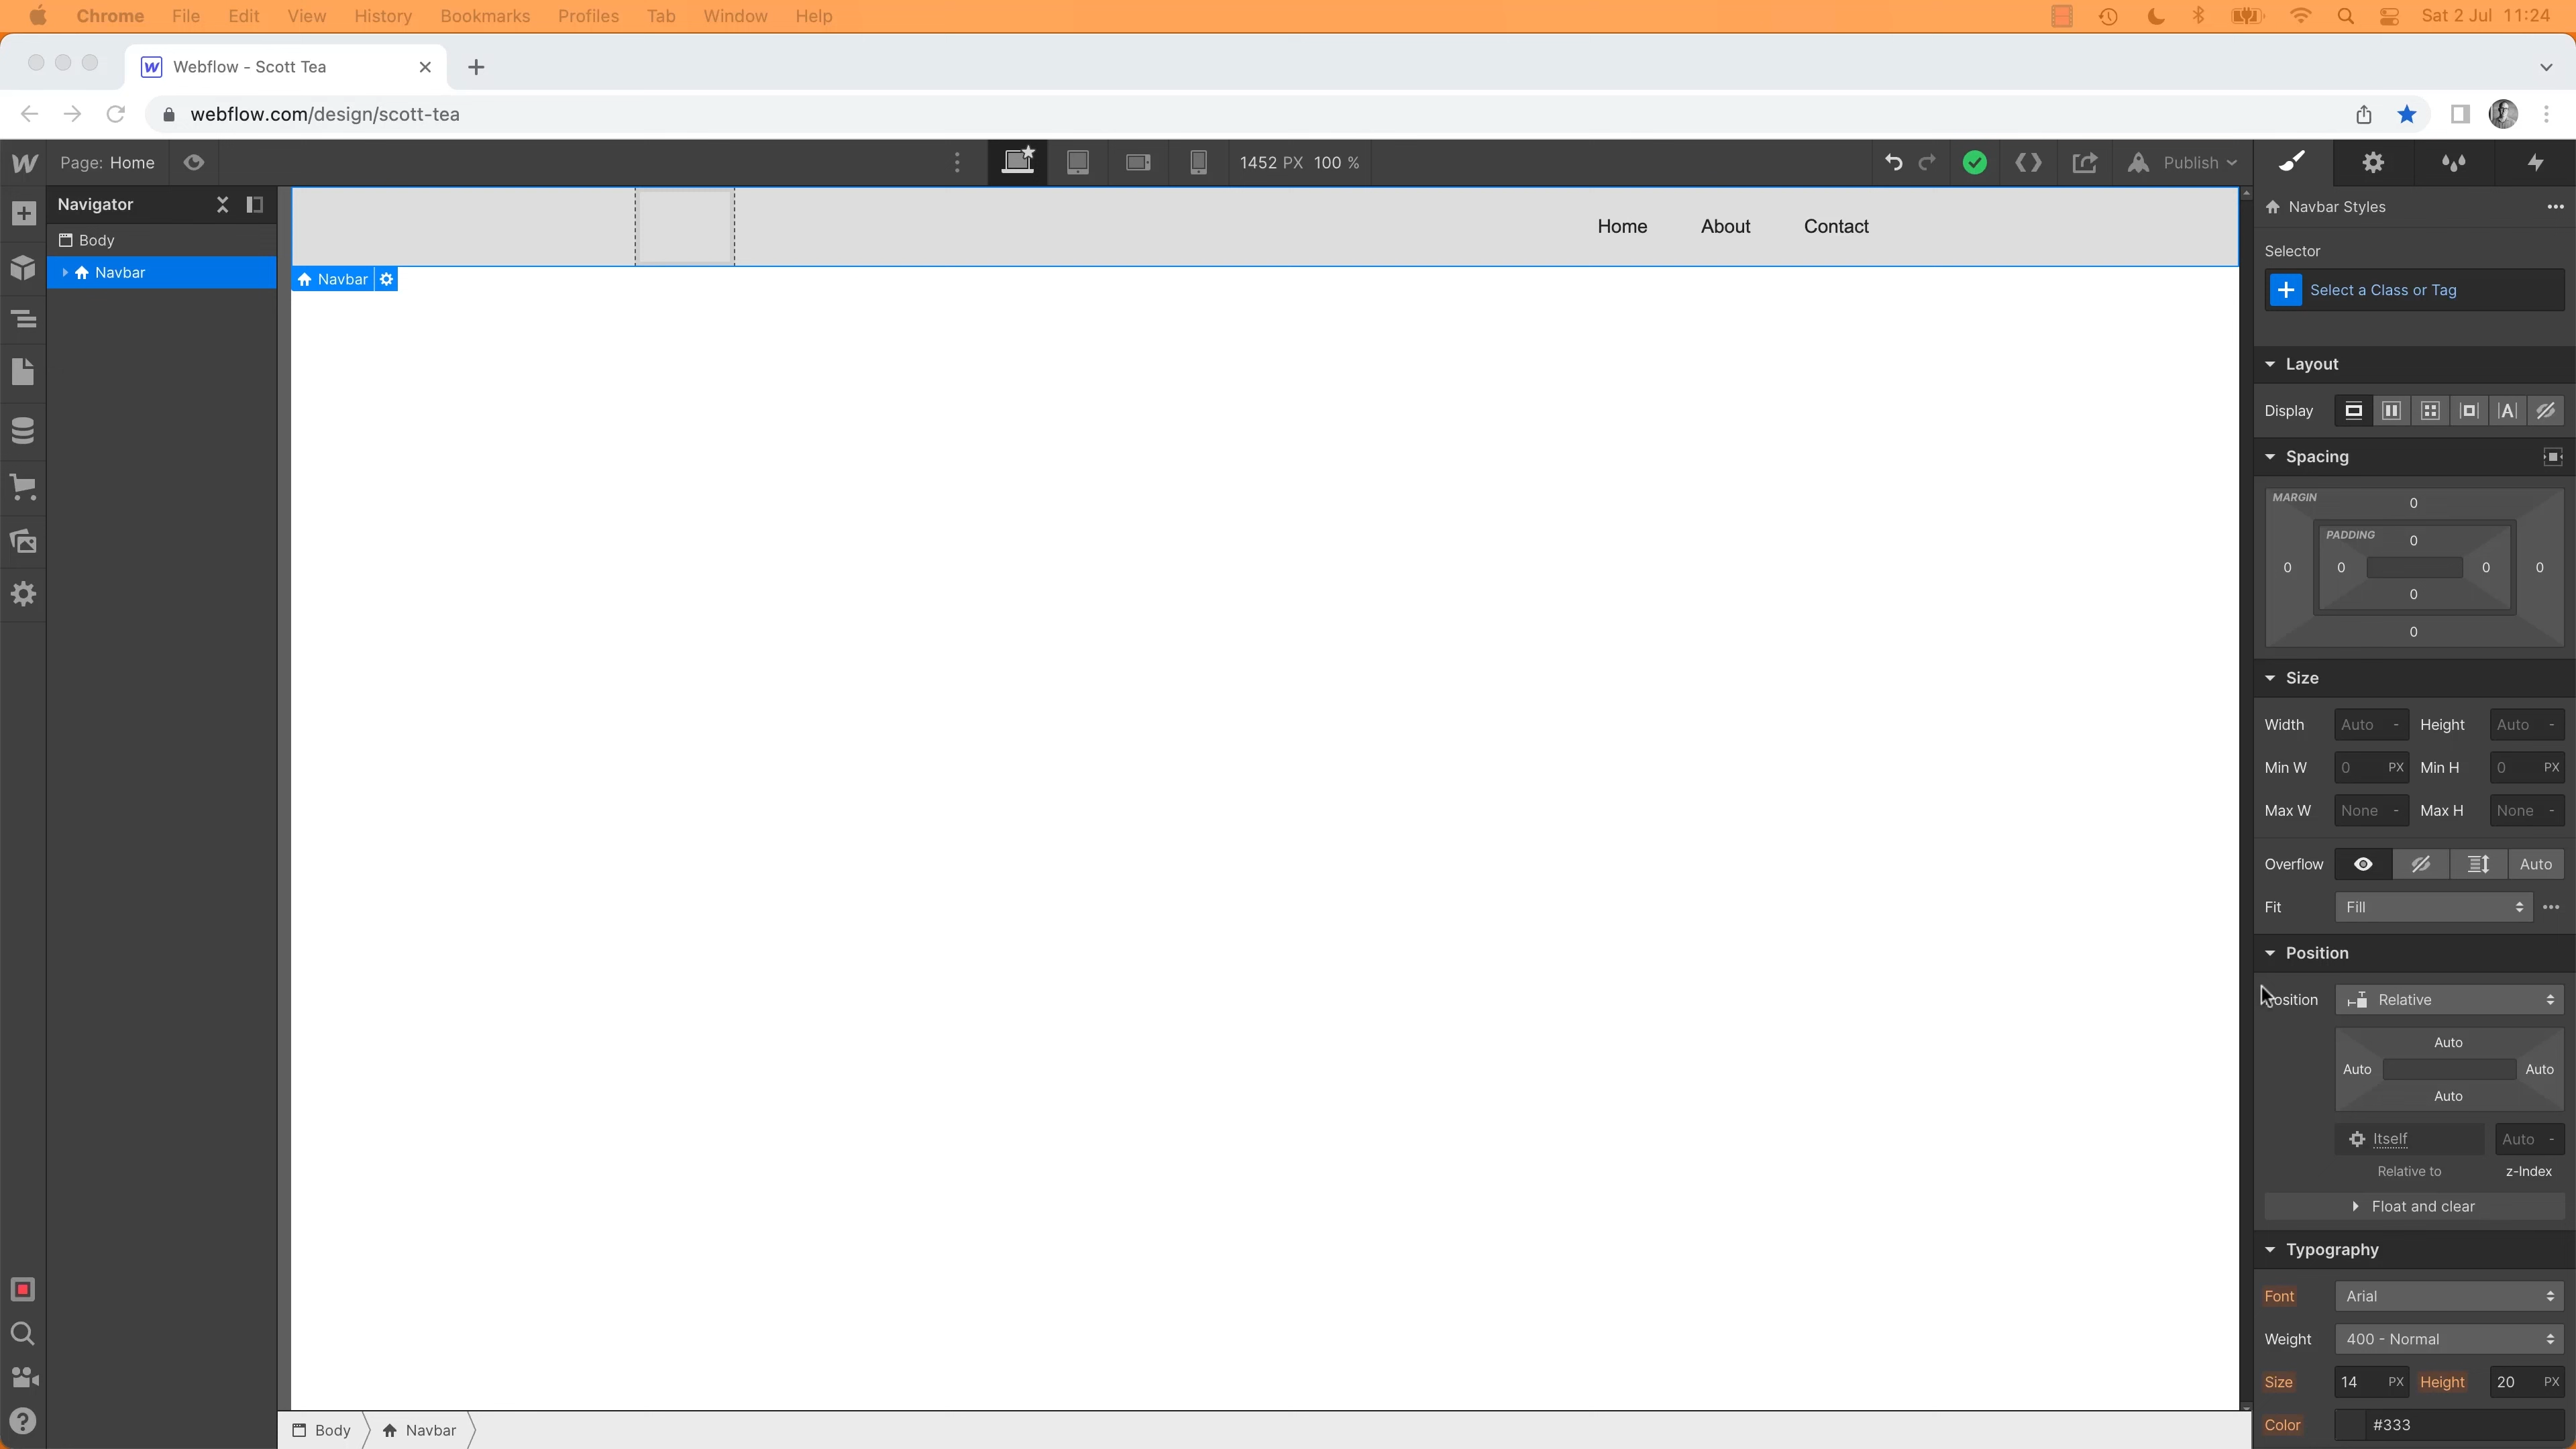 Chrome File Edit View History Bookmarks Profiles Tab Window Help Sat 2 Jul 11:24
W Webflow - Scott Tea
webflow.com/design/scott-tea
W Page: Home 1452 PX 100 % Publish
Navigator
Body
Navbar
Home About Contact
Navbar
Navbar Styles
Selector
Select a Class or Tag
Layout
Display
Spacing
MARGIN 0
PADDING 0
0 0 0 0
0
0
Size
Width Auto - Height Auto -
Min W 0 PX Min H 0 PX
Max W None - Max H None -
Overflow Auto
Fit Fill
Position
osition Relative
Auto
Auto Auto
Auto
Itself Auto -
Relative to z-Index
Float and clear
Typography
Font Arial
Weight 400 - Normal
Size 14 PX Height 20 PX
Color #333
Body Navbar